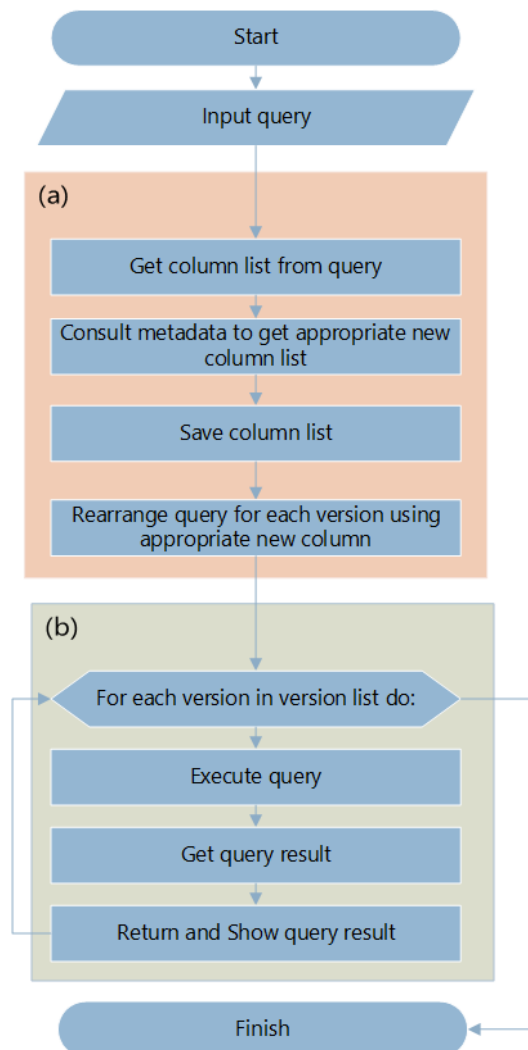 Start
Input query
(a)
Get column list from query
Consult metadata to get appropriate new
column list
Save column list
Rearrange query for each version using
appropriate new column
(b)
For each version in version list do:
Execute query
Get query result
Return and Show query result
Finish